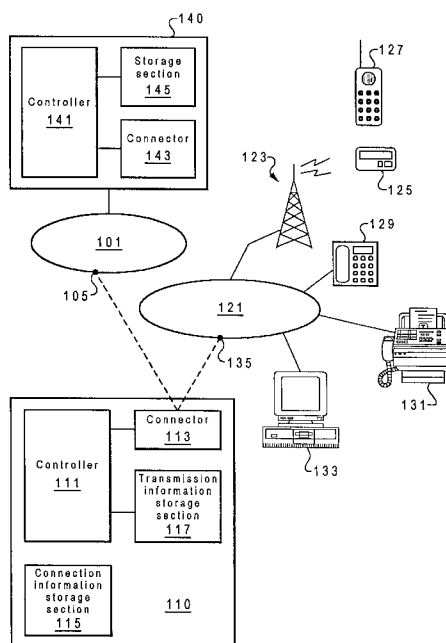 140
Storage
section
145
Controller
141
Connector
143
127
123
125
101
129
105
121
135
131
133
Connector
113
Controller
111
Transmission
information
storage
section
117
Connection
information
storage
section
115
110